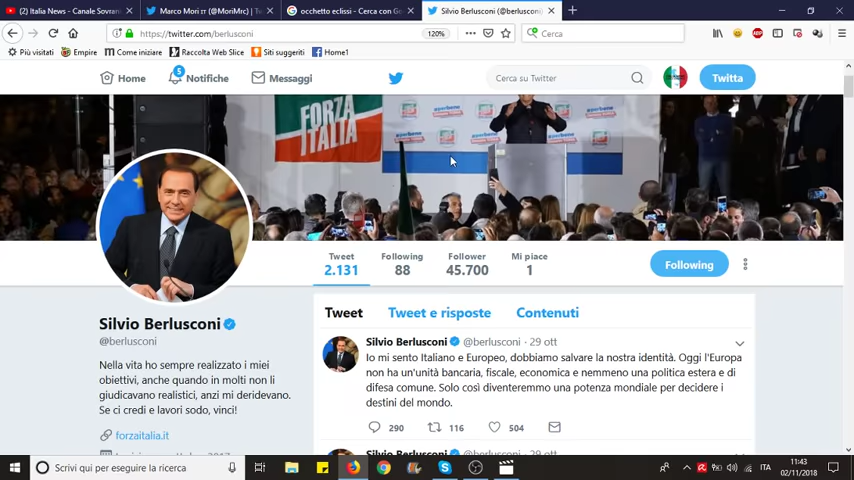 (2) Italia News - Canale Sovrani
Marco Mori IT (@MoriMrc) | Tw
occhetto eclissi - Cerca con Go
Silvio Berlusconi (@berlusconi)
https://twitter.com/berlusconi
120%
Cerca
Più visitati
Empire
Come iniziare
Raccolta Web Slice
Siti suggeriti
Home1
Home
5
Notifiche
Messaggi
Cerca su Twitter
Twitta
FORZA
ITALIA
Tweet
Following
Follower
Mi piace
2.131
88
45.700
1
Following
Silvio Berlusconi
@berlusconi
Nella vita ho sempre realizzato i miei
obiettivi, anche quando in molti non li
giudicavano realistici, anzi mi deridevano.
Se ci credi e lavori sodo, vinci!
forzaitalia.it
Tweet
Tweet e risposte
Contenuti
Silvio Berlusconi @berlusconi · 29 ott
Io mi sento Italiano e Europeo, dobbiamo salvare la nostra identità. Oggi l'Europa
non ha un'unità bancaria, fiscale, economica e nemmeno una politica estera e di
difesa comune. Solo così diventeremmo una potenza mondiale per decidere i
destini del mondo.
290
116
504
Silvio Berlusconi @berlusconi · 29 ott
Scrivi qui per eseguire la ricerca
ITA
11:43
02/11/2018